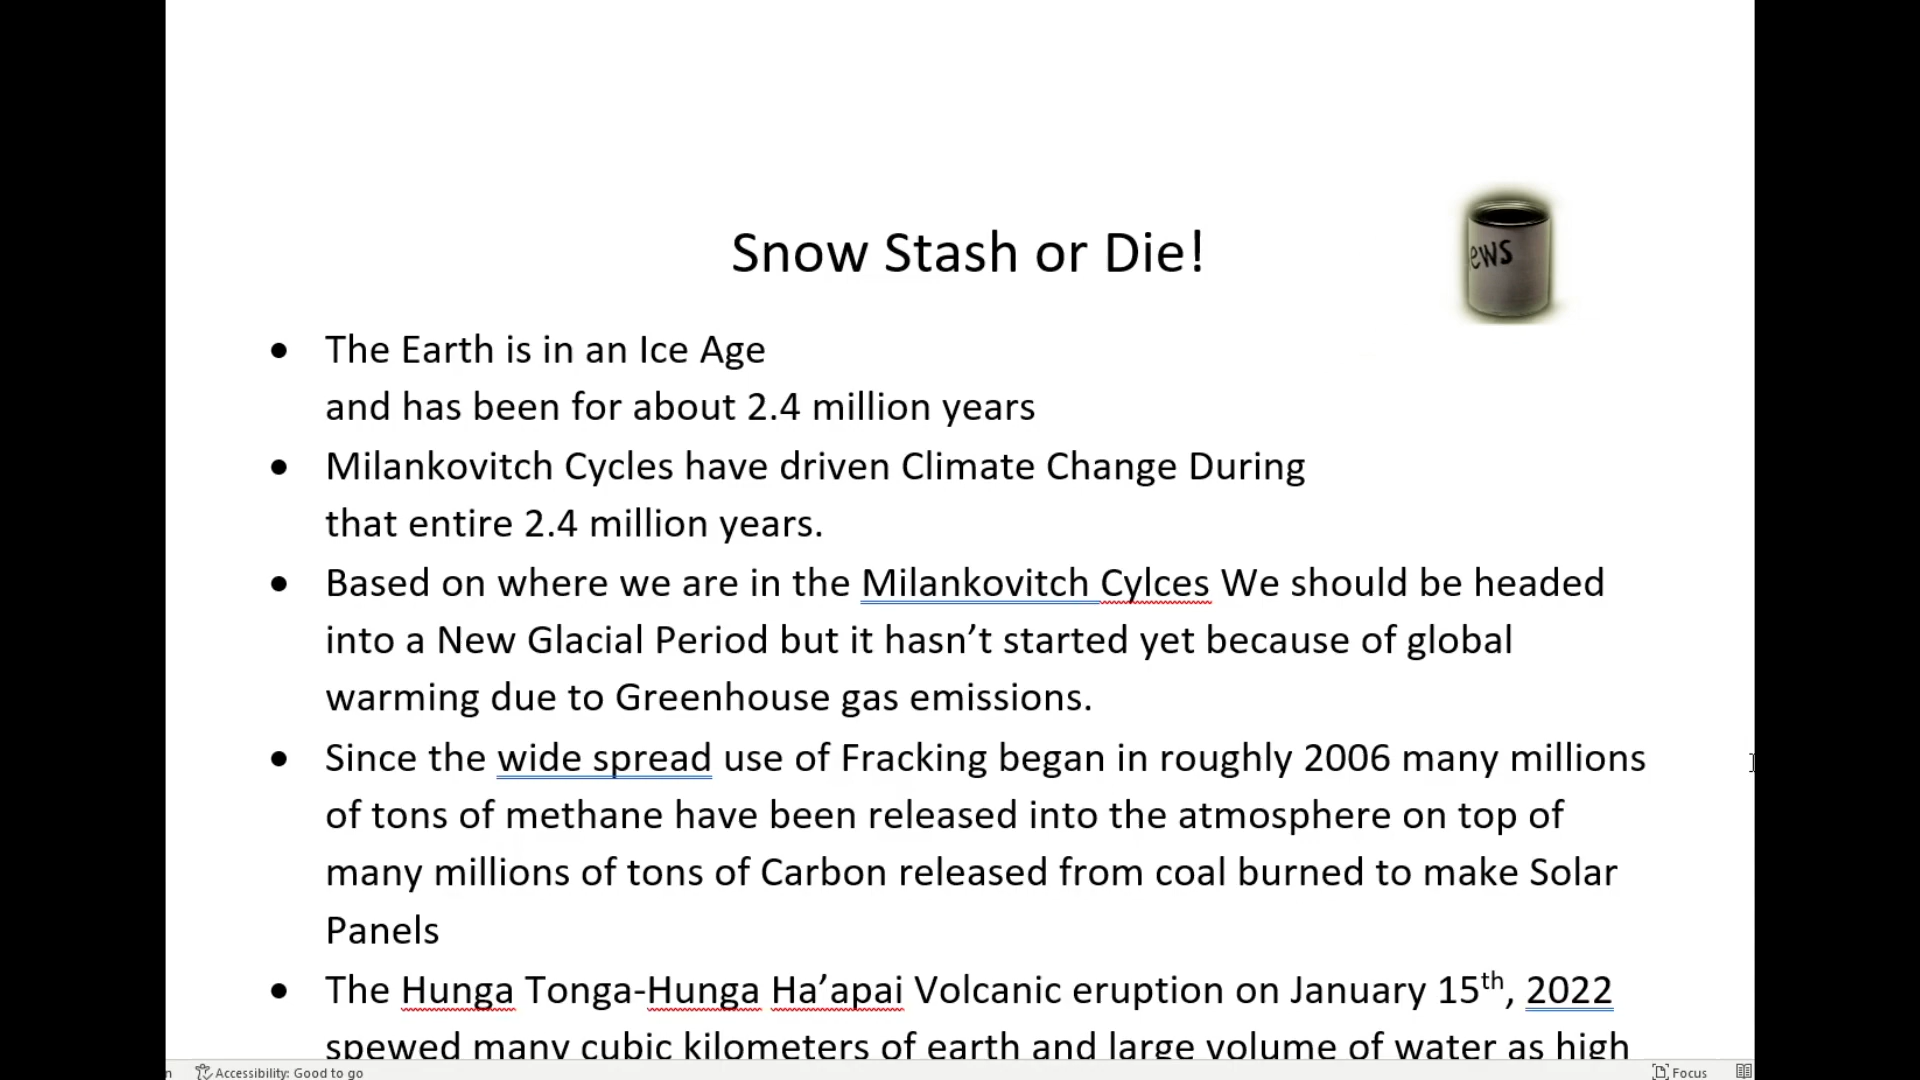 Snow Stash or Die!
ews
• The Earth is in an Ice Age
and has been for about 2.4 million years
• Milankovitch Cycles have driven Climate Change During
that entire 2.4 million years.
• Based on where we are in the Milankovitch Cylces We should be headed
into a New Glacial Period but it hasn’t started yet because of global
warming due to Greenhouse gas emissions.
• Since the wide spread use of Fracking began in roughly 2006 many millions
of tons of methane have been released into the atmosphere on top of
many millions of tons of Carbon released from coal burned to make Solar
Panels
• The Hunga Tonga-Hunga Ha’apai Volcanic eruption on January 15th, 2022
spewed many cubic kilometers of earth and large volume of water as high
n Accessibility: Good to go Focus